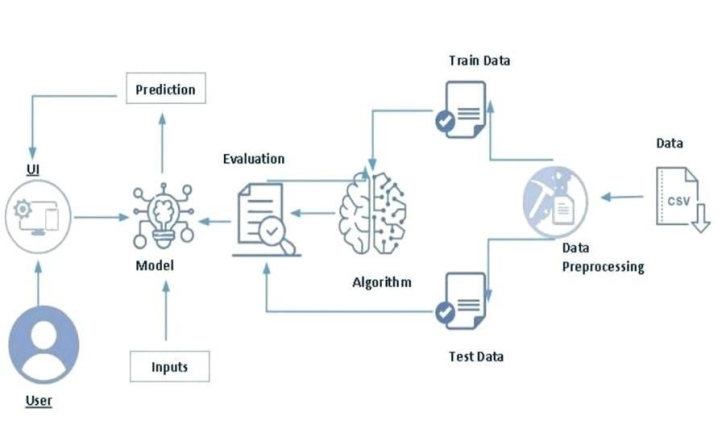 Train Data
Prediction
Data
Evaluation
UI
CSV
Model
Data
Preprocessing
Algorithm
Inputs
Test Data
User